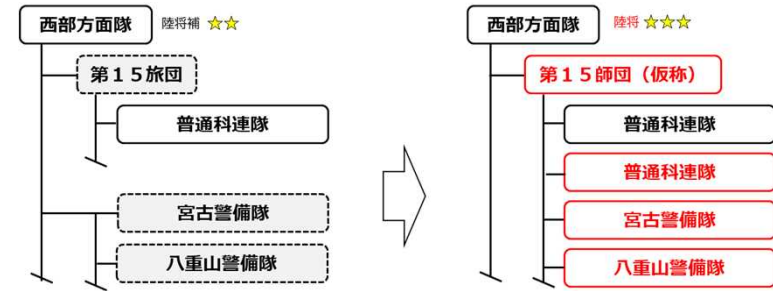 西部方面隊 陸将補 ☆☆
第１５旅団
普通科連隊
宮古警備隊
八重山警備隊
西部方面隊 陸将 ☆☆☆
第１５師団（仮称）
普通科連隊
普通科連隊
宮古警備隊
八重山警備隊